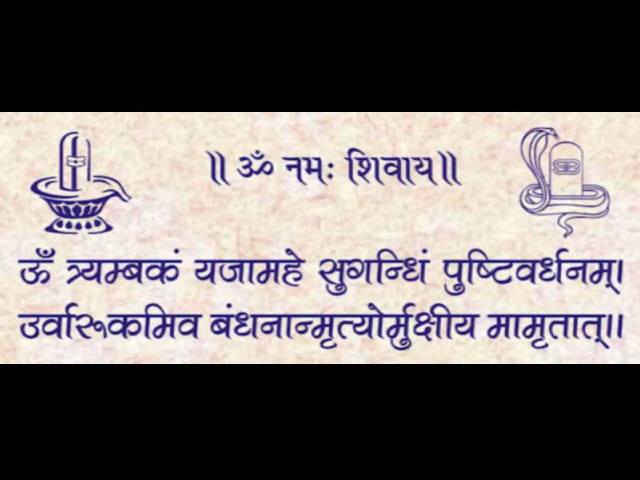 ॥ ॐ नमः शिवाय॥
ऊँ त्र्यम्बकं यजामहे सुगन्धिं पुष्टिवर्धनम्।
उर्वारूकमिव बंधनान्मृत्योर्मुक्षीय मामृतात्॥